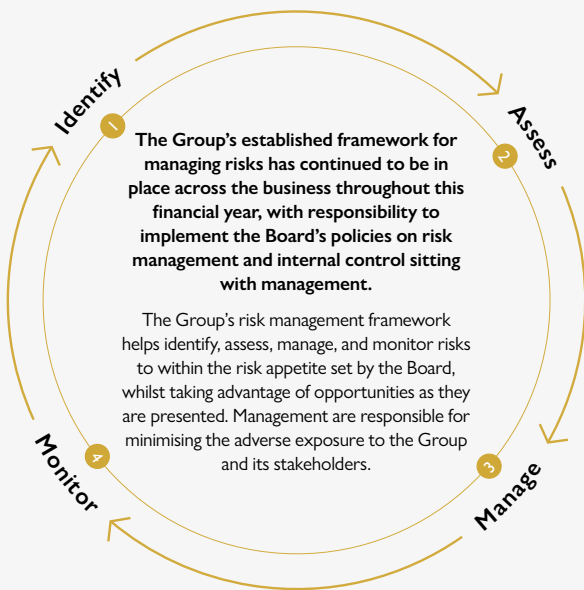 Identify
1
Assess
2
The Group's established framework for
managing risks has continued to be in
place across the business throughout this
financial year, with responsibility to
implement the Board's policies on risk
management and internal control sitting
with management.
The Group's risk management framework
helps identify, assess, manage, and monitor risks
to within the risk appetite set by the Board,
whilst taking advantage of opportunities as they
are presented. Management are responsible for
minimising the adverse exposure to the Group
and its stakeholders.
3
Manage
4
Monitor